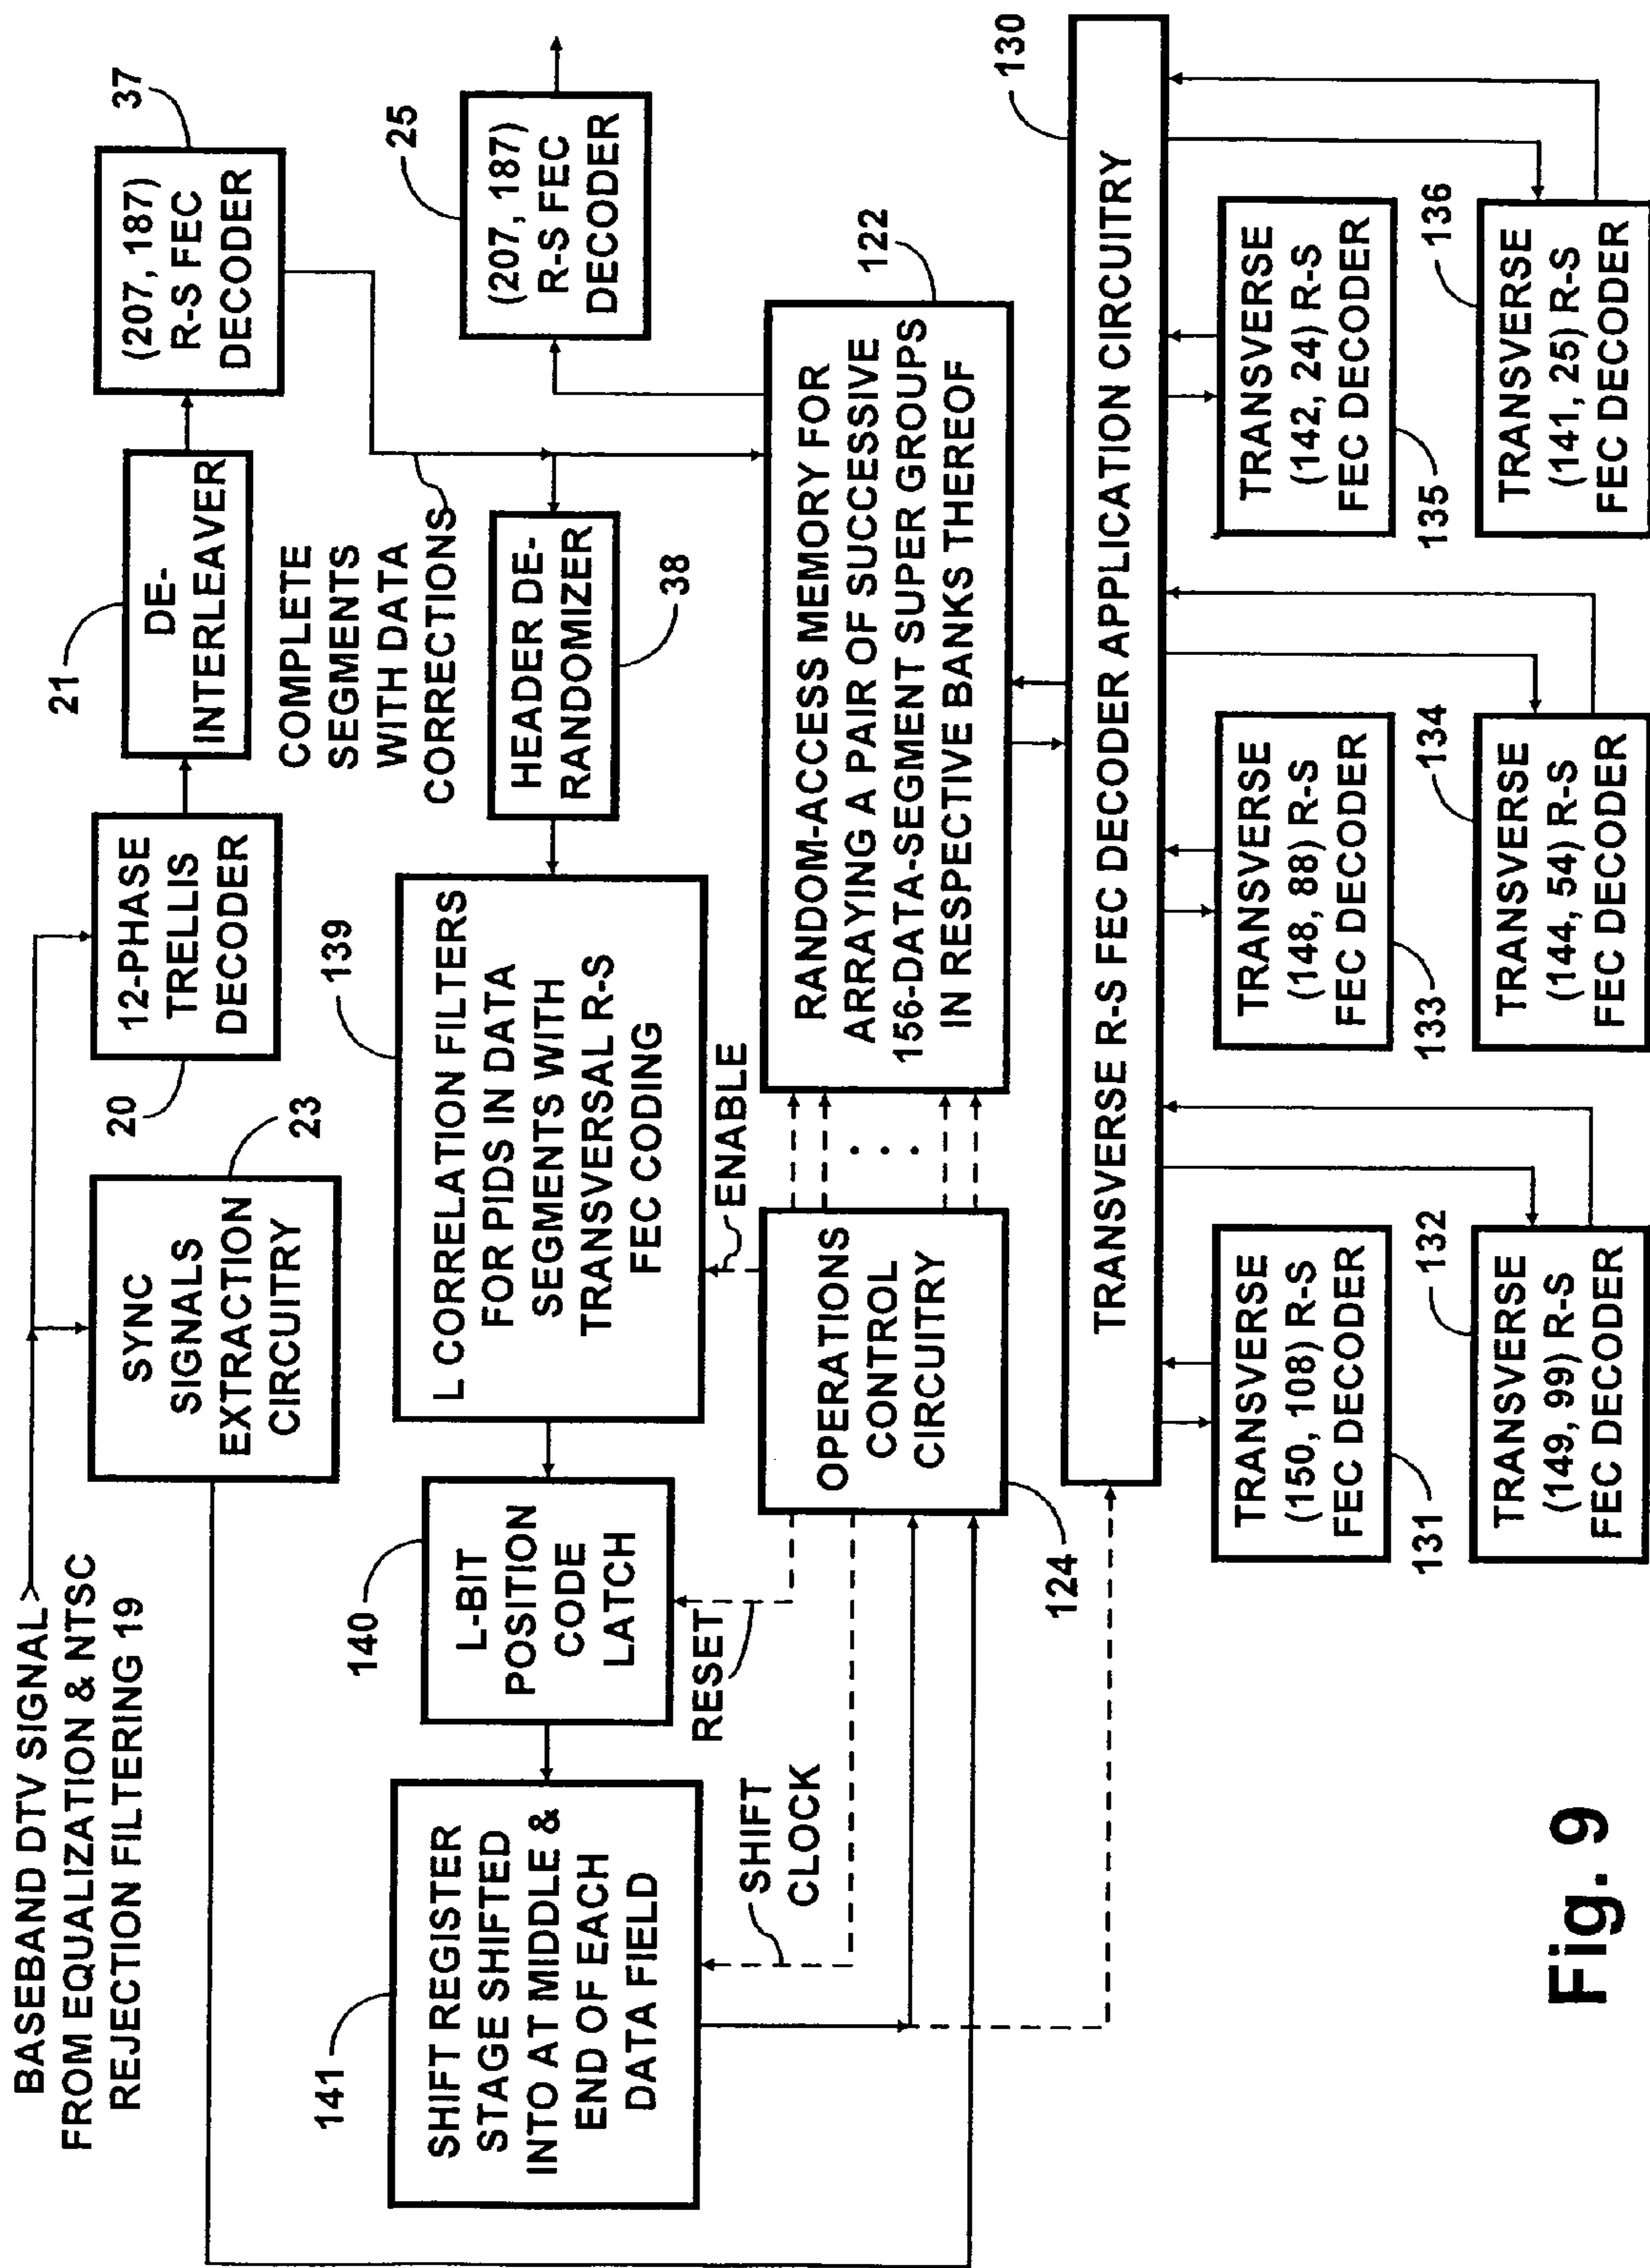 BASEBAND DTV SIGNAL
FROM EQUALIZATION & NTSC
REJECTION FILTERING 19
SYNC
SIGNALS
EXTRACTION
CIRCUITRY
23
12-PHASE
TRELLIS
DECODER
20
DE-
INTERLEAVER
21
(207, 187)
R-S FEC
DECODER
37
COMPLETE
SEGMENTS
WITH DATA
CORRECTIONS
141
SHIFT REGISTER
STAGE SHIFTED
INTO AT MIDDLE &
END OF EACH
DATA FIELD
140
L-BIT
POSITION
CODE
LATCH
139
L CORRELATION FILTERS
FOR PIDS IN DATA
SEGMENTS WITH
TRANSVERSAL R-S
FEC CODING
HEADER DE-
RANDOMIZER
38
25
(207, 187)
R-S FEC
DECODER
RESET
ENABLE
SHIFT
CLOCK
OPERATIONS
CONTROL
CIRCUITRY
124
RANDOM-ACCESS MEMORY FOR
ARRAYING A PAIR OF SUCCESSIVE
156-DATA-SEGMENT SUPER GROUPS
IN RESPECTIVE BANKS THEREOF
122
TRANSVERSE R-S FEC DECODER APPLICATION CIRCUITRY
130
TRANSVERSE
(150, 108) R-S
FEC DECODER
131
TRANSVERSE
(149, 99) R-S
FEC DECODER
132
TRANSVERSE
(148, 88) R-S
FEC DECODER
133
TRANSVERSE
(144, 54) R-S
FEC DECODER
134
TRANSVERSE
(142, 24) R-S
FEC DECODER
135
TRANSVERSE
(141, 25) R-S
FEC DECODER
136
Fig. 9